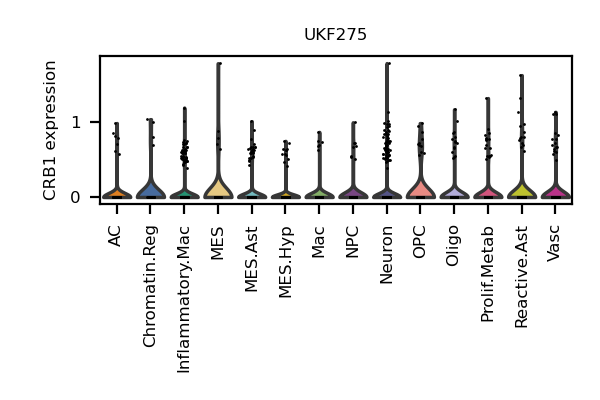 UKF275
CRB1 expression
1
0
AC
Chromatin.Reg
Inflammatory.Mac
MES
MES.Ast
MES.Hyp
Mac
NPC
Neuron
OPC
Oligo
Prolif.Metab
Reactive.Ast
Vasc